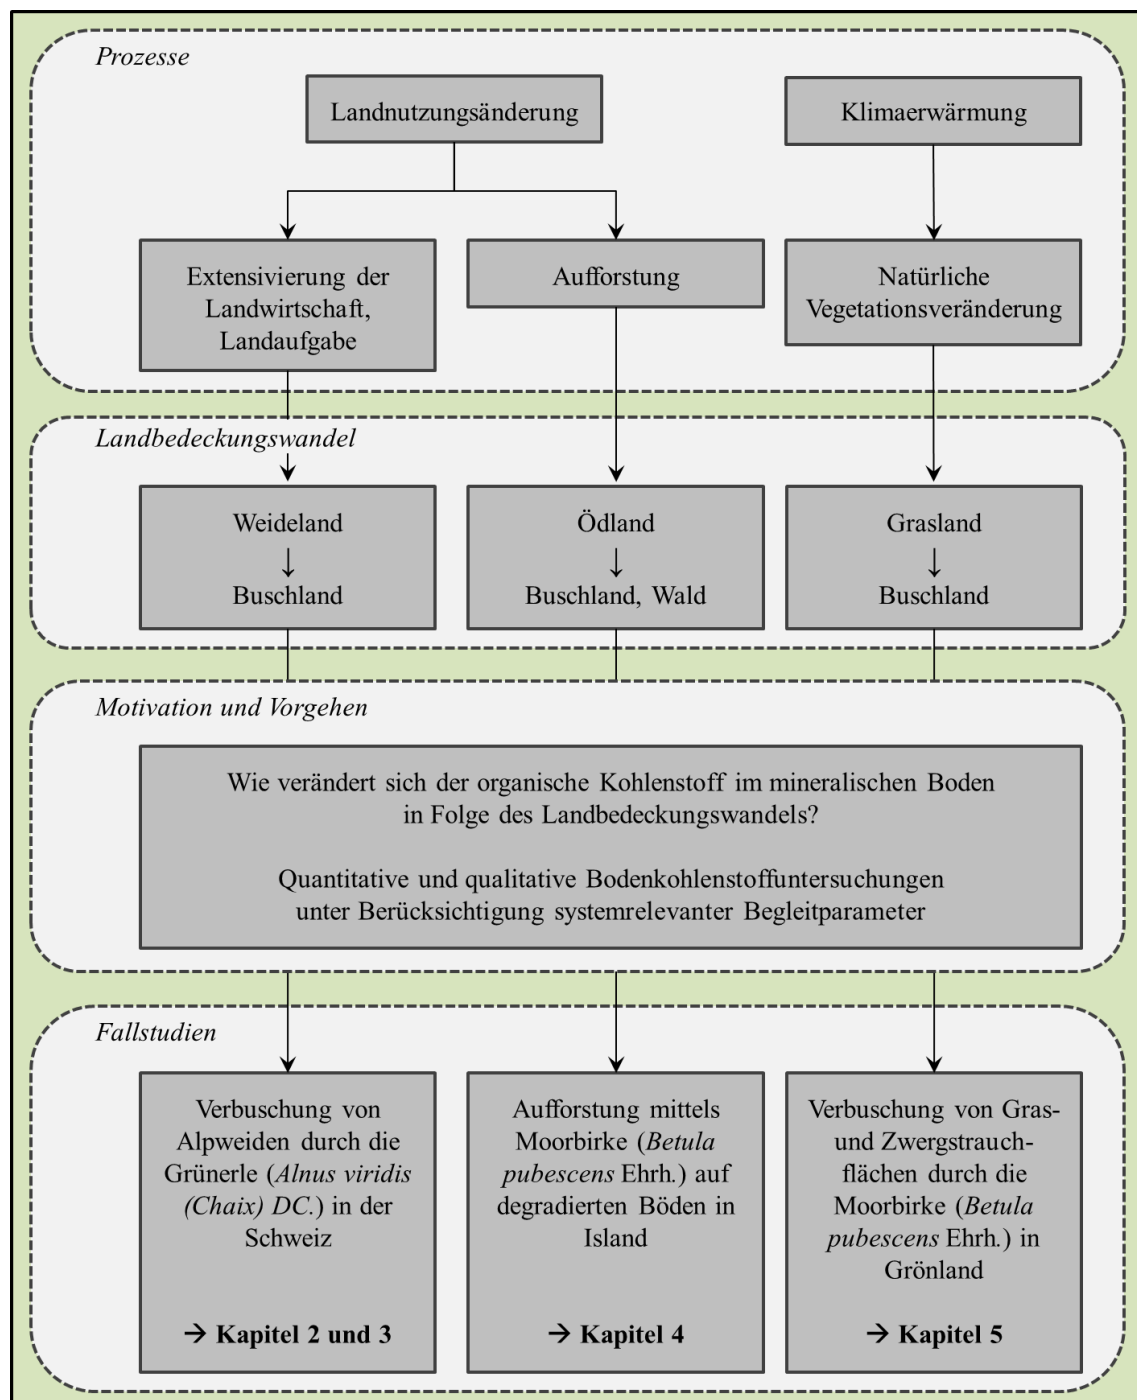 Prozesse
Landnutzungsänderung
Klimaerwärmung
Extensivierung der
Landwirtschaft,
Landaufgabe
Aufforstung
Natürliche
Vegetationsveränderung
Landbedeckungswandel
Weideland
↓
Buschland
Ödland
↓
Buschland, Wald
Grasland
↓
Buschland
Motivation und Vorgehen
Wie verändert sich der organische Kohlenstoff im mineralischen Boden
in Folge des Landbedeckungswandels?
Quantitative und qualitative Bodenkohlenstoffuntersuchungen
unter Berücksichtigung systemrelevanter Begleitparameter
Fallstudien
Verbuschung von
Alpweiden durch die
Grünerle (Alnus viridis
(Chaix) DC.) in der
Schweiz
→ Kapitel 2 und 3
Aufforstung mittels
Moorbirke (Betula
pubescens Ehrh.) auf
degradierten Böden in
Island
→ Kapitel 4
Verbuschung von Gras-
und Zwergstrauch-
flächen durch die
Moorbirke (Betula
pubescens Ehrh.) in
Grönland
→ Kapitel 5